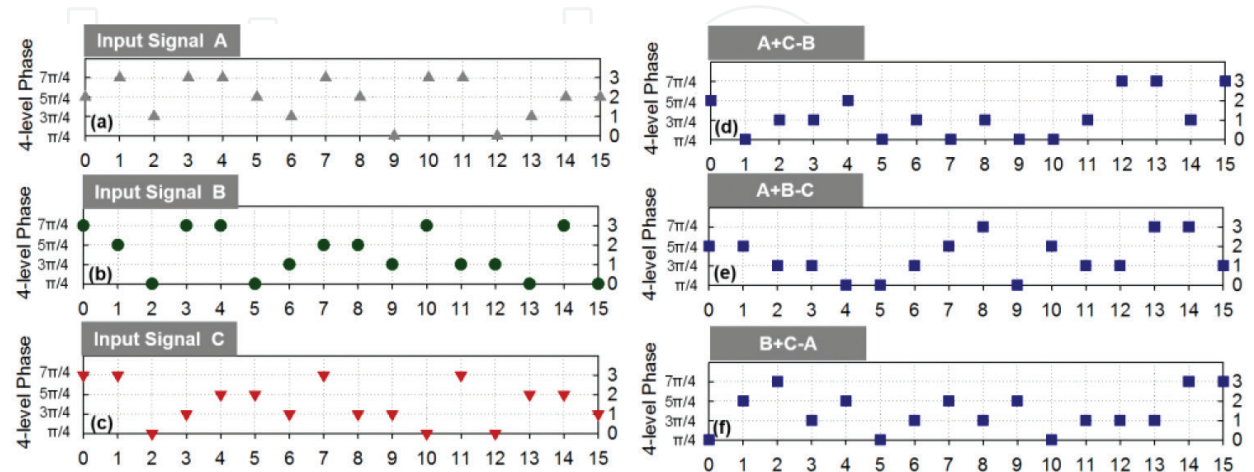 Input Signal A
4-level Phase
7π/4
5π/4
3π/4
π/4
(a)
3
2
1
0
0 1 2 3 4 5 6 7 8 9 10 11 12 13 14 15
Input Signal B
4-level Phase
7π/4
5π/4
3π/4
π/4
(b)
3
2
1
0
0 1 2 3 4 5 6 7 8 9 10 11 12 13 14 15
Input Signal C
4-level Phase
7π/4
5π/4
3π/4
π/4
(c)
3
2
1
0
0 1 2 3 4 5 6 7 8 9 10 11 12 13 14 15
A+C-B
4-level Phase
7π/4
5π/4
3π/4
π/4
(d)
3
2
1
0
0 1 2 3 4 5 6 7 8 9 10 11 12 13 14 15
A+B-C
4-level Phase
7π/4
5π/4
3π/4
π/4
(e)
3
2
1
0
0 1 2 3 4 5 6 7 8 9 10 11 12 13 14 15
B+C-A
4-level Phase
7π/4
5π/4
3π/4
π/4
(f)
3
2
1
0
0 1 2 3 4 5 6 7 8 9 10 11 12 13 14 15